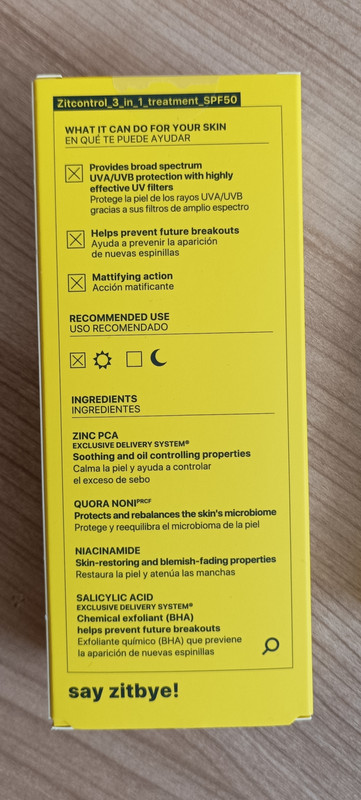 Zitcontrol_3_in_1_treatment_SPF50
WHAT IT CAN DO FOR YOUR SKIN
EN QUÉ TE PUEDE AYUDAR
Provides broad spectrum
UVA/UVB protection with highly
effective UV filters
Protege la piel de los rayos UVA/UVB
gracias a sus filtros de amplio espectro
Helps prevent future breakouts
Ayuda a prevenir la aparición
de nuevas espinillas
Mattifying action
Acción matificante
RECOMMENDED USE
USO RECOMENDADO
INGREDIENTS
INGREDIENTES
ZINC PCA
EXCLUSIVE DELIVERY SYSTEM®
Soothing and oil controlling properties
Calma la piel y ayuda a controlar
el exceso de sebo
QUORA NONI PRCF
Protects and rebalances the skin's microbiome
Protege y reequilibra el microbioma de la piel
NIACINAMIDE
Skin-restoring and blemish-fading properties
Restaura la piel y atenúa las manchas
SALICYLIC ACID
EXCLUSIVE DELIVERY SYSTEM®
Chemical exfoliant (BHA)
helps prevent future breakouts
Exfoliante químico (BHA) que previene
la aparición de nuevas espinillas
say zitbye!